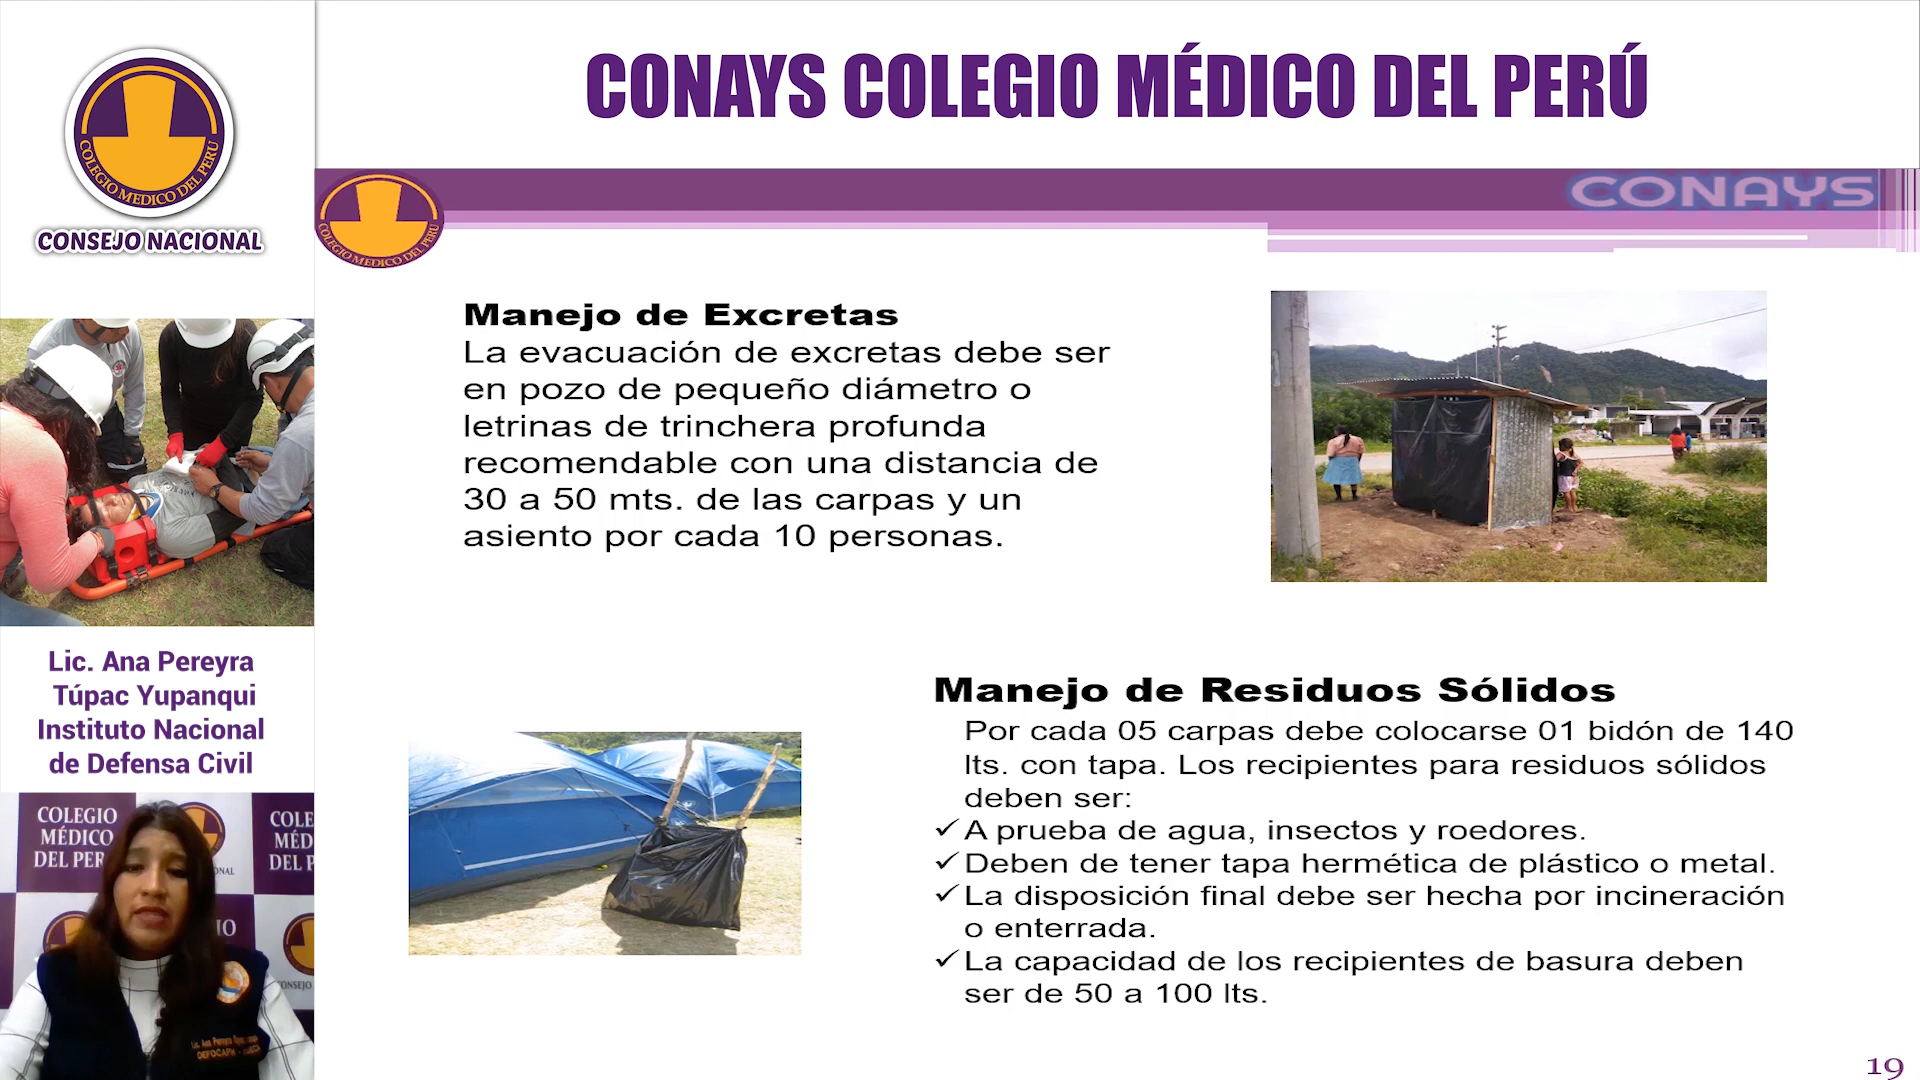 COLEGIO MEDICO DEL PERU
CONSEJO NACIONAL
CONAYS COLEGIO MÉDICO DEL PERÚ
COLEGIO MEDICO DEL PERU
CONAYS
Manejo de Excretas
La evacuación de excretas debe ser
en pozo de pequeño diámetro o
letrinas de trinchera profunda
recomendable con una distancia de
30 a 50 mts. de las carpas y un
asiento por cada 10 personas.
Lic. Ana Pereyra
Túpac Yupanqui
Instituto Nacional
de Defensa Civil
Manejo de Residuos Sólidos
Por cada 05 carpas debe colocarse 01 bidón de 140
lts. con tapa. Los recipientes para residuos sólidos
deben ser:
✓A prueba de agua, insectos y roedores.
✓Deben de tener tapa hermética de plástico o metal.
✓La disposición final debe ser hecha por incineración
o enterrada.
✓La capacidad de los recipientes de basura deben
ser de 50 a 100 lts.
COLEGIO
MÉDICO
DEL PER
COLE
MÉD
DEL P
19